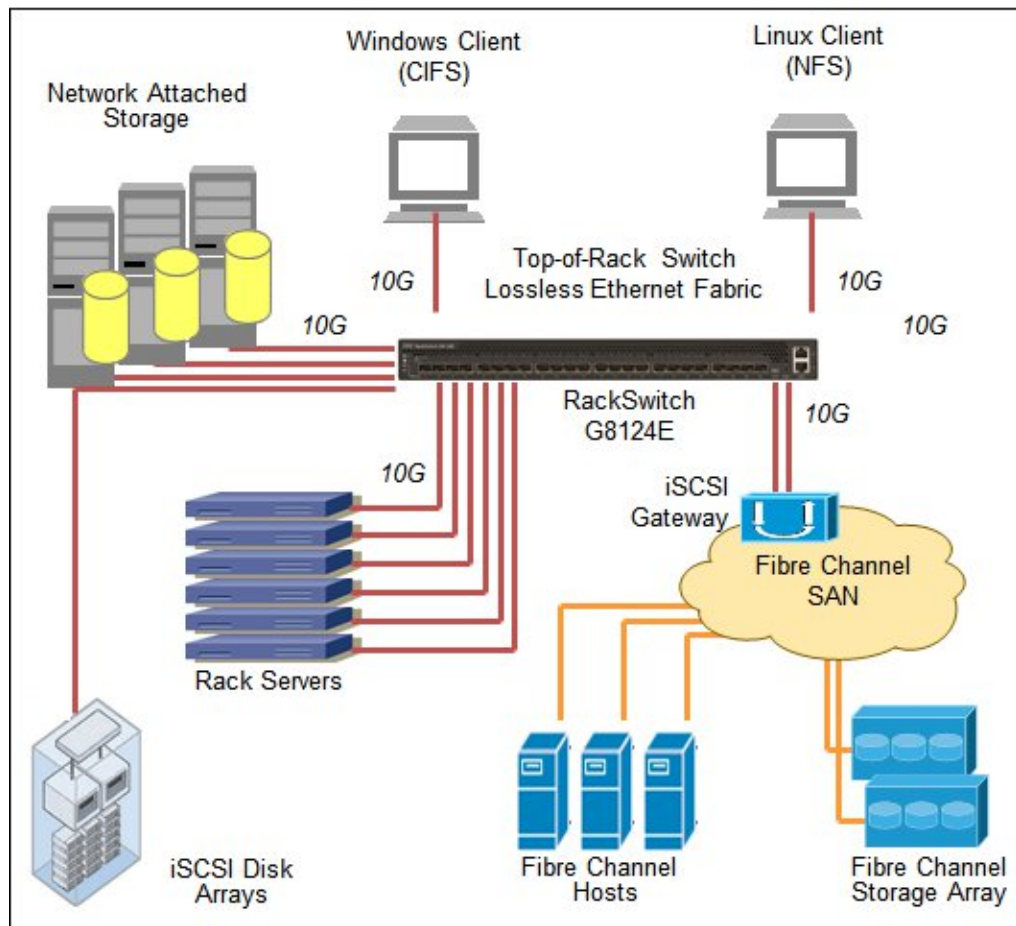 Windows Client
(CIFS)
Linux Client
(NFS)
Network Attached
Storage
10G
Top-of-Rack Switch
Lossless Ethernet Fabric
10G
10G
10G
RackSwitch
G8124E
10G
10G
iSCSI
Gateway
Fibre Channel
SAN
Rack Servers
iSCSI Disk
Arrays
Fibre Channel
Hosts
Fibre Channel
Storage Array